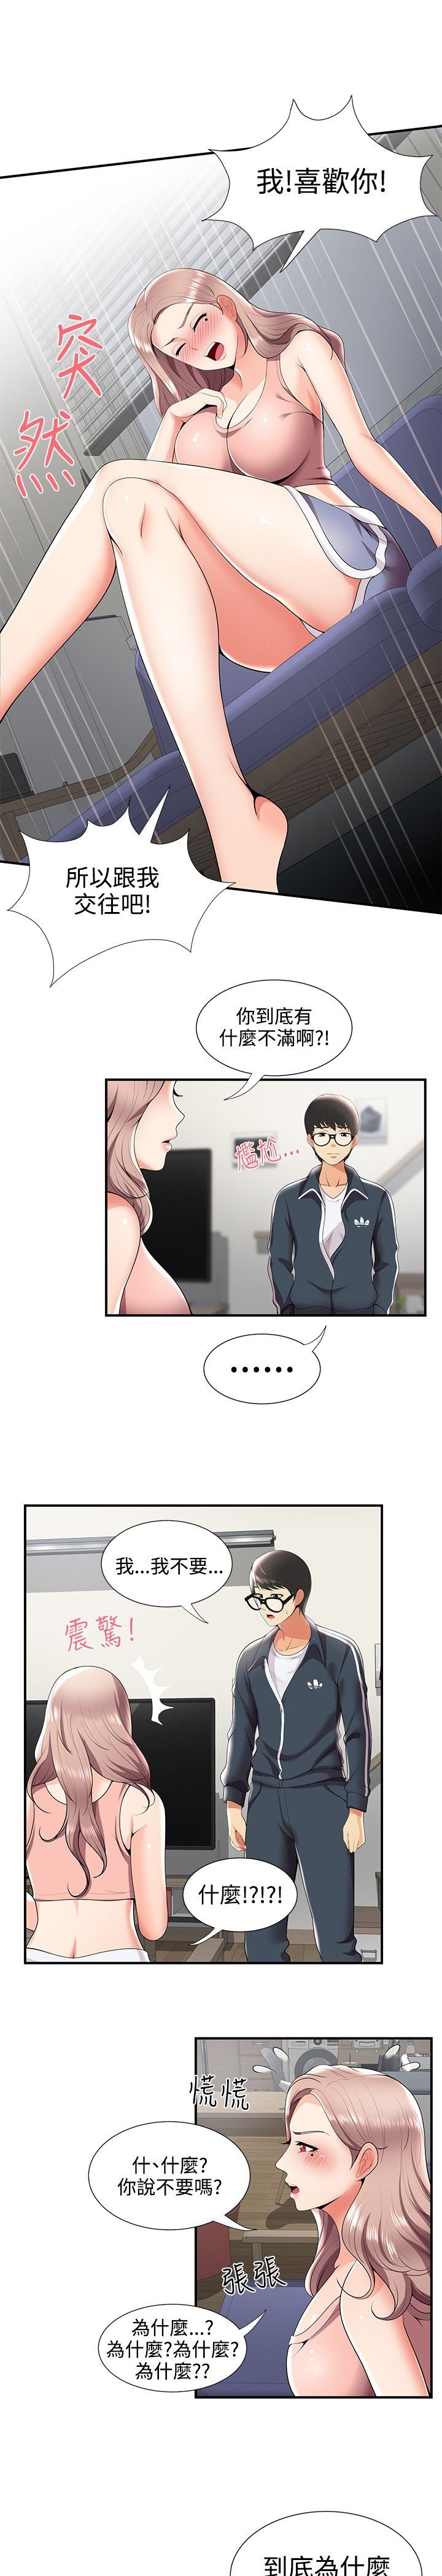 我!喜歡你!
突然
所以跟我
交往吧!
你到底有
什麼不滿啊?!
尷尬...
......
我...我不要...
震驚!
什麼!?!?!
慌慌
什、什麼?
你說不要嗎?
張張
為什麼...?
為什麼?為什麼?
為什麼??
到底為什麼